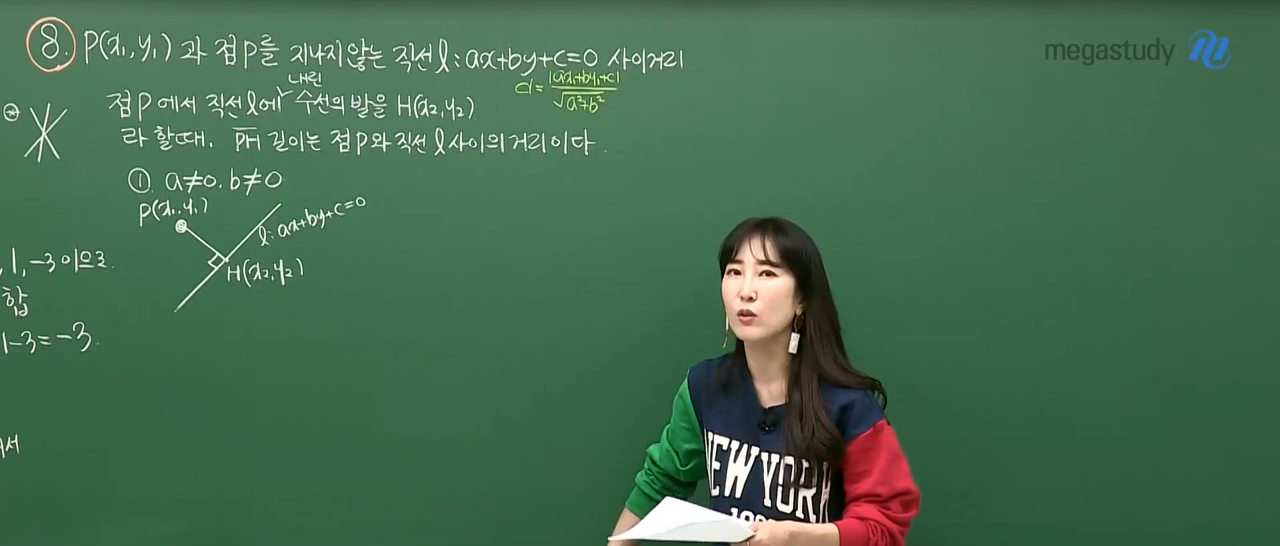 8. P(x₁, y₁) 과 점P를 지나지 않는 직선 l : ax+by+c=0 사이거리
d = |ax₁+by₁+c| / √a²+b²
점P에서 직선 l에 내린 수선의 발을 H(x₂, y₂)
라 할때. PH 길이는 점P와 직선 l 사이의 거리이다.
① a≠0. b≠0
P(x₁, y₁)
l : ax+by+c=0
H(x₂, y₂)
, 1, -3 이므로.
합
1-3=-3.
서
megastudy
NEW YORK